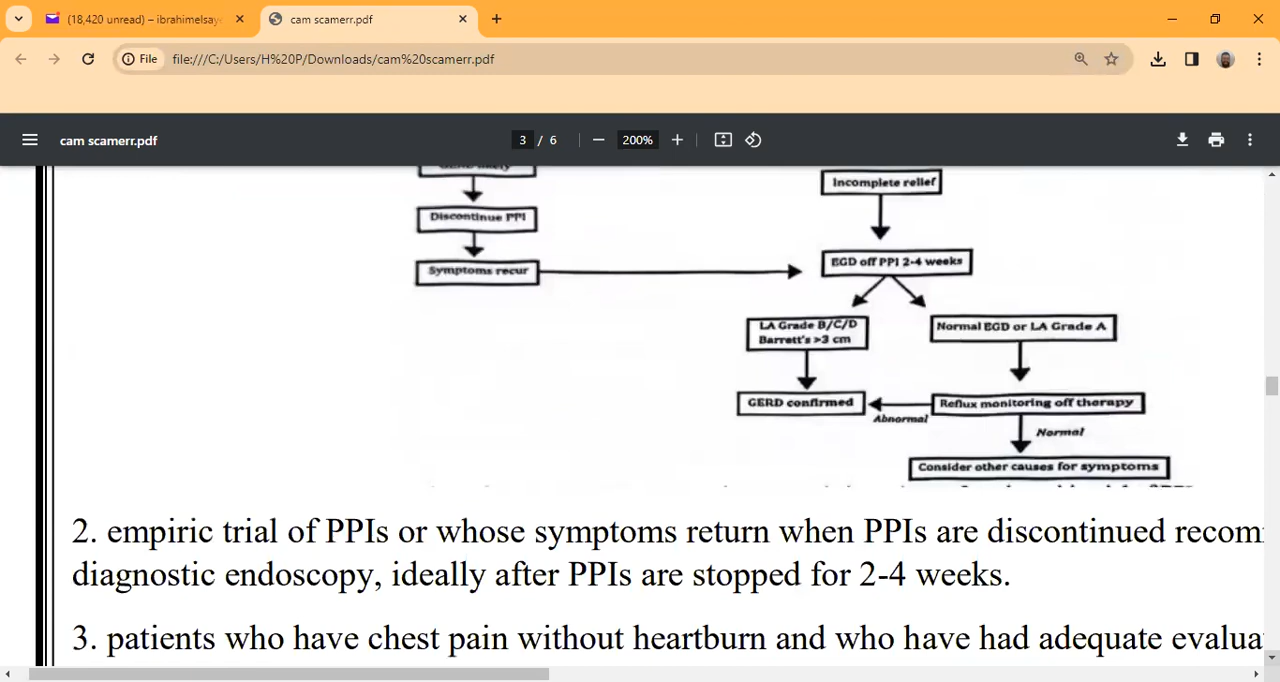 (18,420 unread) – ibrahimelsay
cam scamerr.pdf
File
file:///C:/Users/H%20P/Downloads/cam%20scamerr.pdf
cam scamerr.pdf
3 / 6
200%
Incomplete relief
Discontinue PPI
EGD off PPI 2-4 weeks
Symptoms recur
LA Grade B/C/D
Barrett's >3 cm
Normal EGD or LA Grade A
GERD confirmed
Reflux monitoring off therapy
Abnormal
Normal
Consider other causes for symptoms
2. empiric trial of PPIs or whose symptoms return when PPIs are discontinued recom
diagnostic endoscopy, ideally after PPIs are stopped for 2-4 weeks.
3. patients who have chest pain without heartburn and who have had adequate evalua